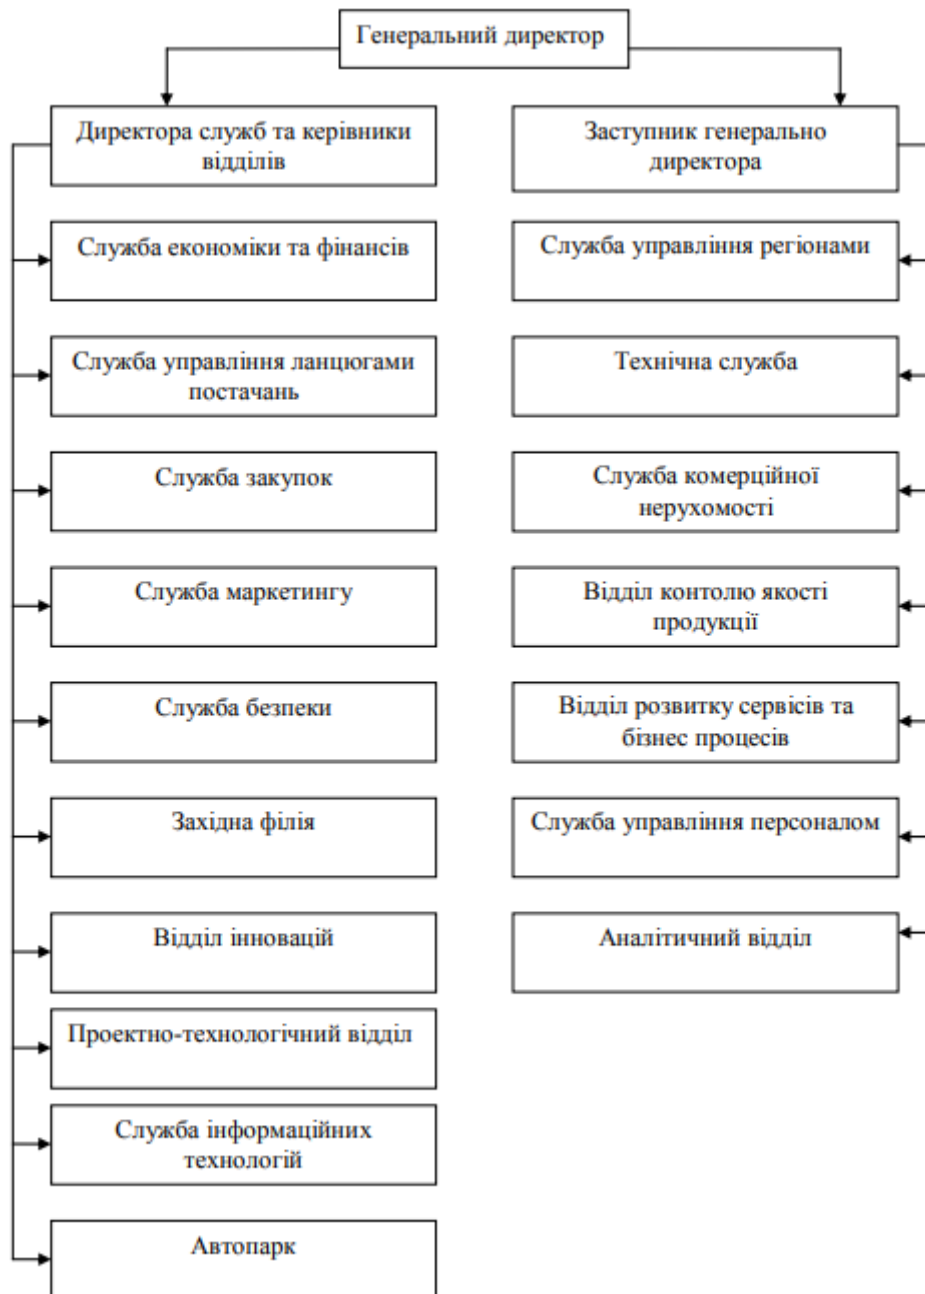 Генеральний директор
Директора служб та керівники
відділів
Служба економіки та фінансів
Служба управління ланцюгами
постачань
Служба закупок
Служба маркетингу
Служба безпеки
Західна філія
Відділ інновацій
Проектно-технологічний відділ
Служба інформаційних
технологій
Автопарк
Заступник генерально
директора
Служба управління регіонами
Технічна служба
Служба комерційної
нерухомості
Відділ контолю якості
продукції
Відділ розвитку сервісів та
бізнес процесів
Служба управління персоналом
Аналітичний відділ